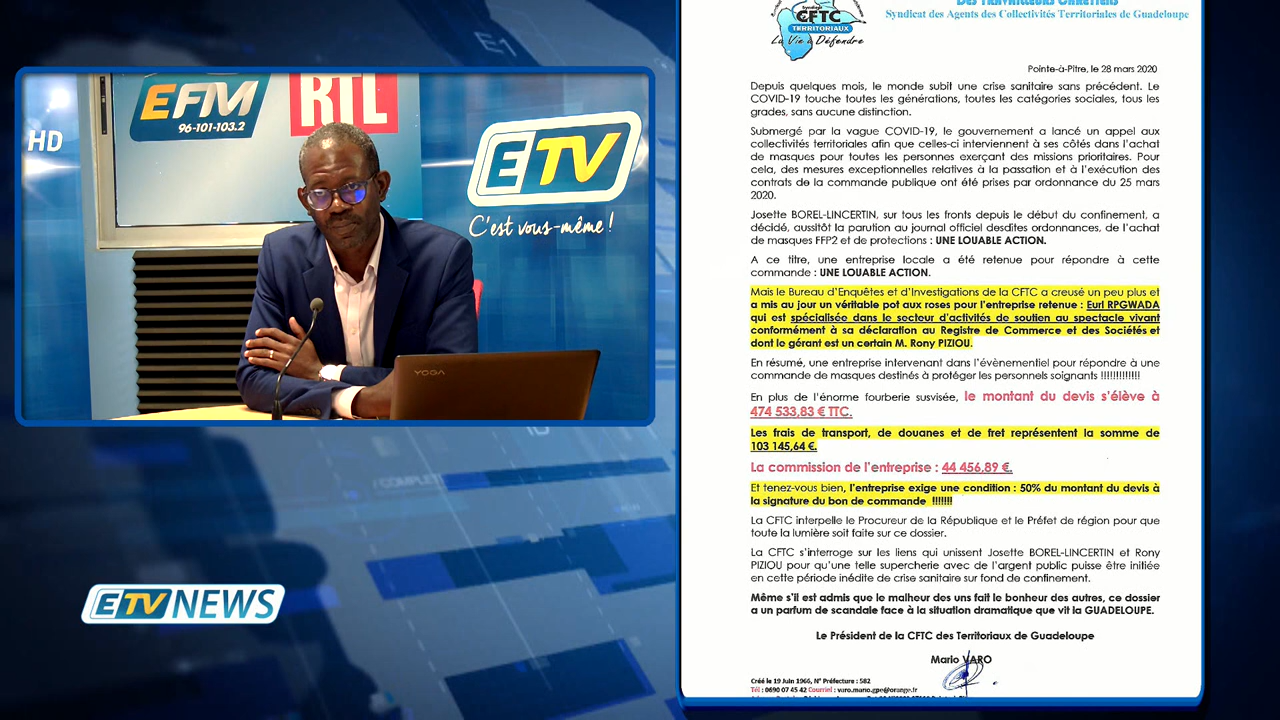 HD
EFM
96-101-103.2
RTL
ETV
C'est vous-même !
YOGA
ETV NEWS
Des Travailleurs Chrétiens
Syndicat des Agents des Collectivités Territoriales de Guadeloupe
Syndicat
CFTC
TERRITORIAUX
La Vie à Défendre
Pointe-à-Pitre, le 28 mars 2020
Depuis quelques mois, le monde subit une crise sanitaire sans précédent. Le
COVID-19 touche toutes les générations, toutes les catégories sociales, tous les
grades, sans aucune distinction.
Submergé par la vague COVID-19, le gouvernement a lancé un appel aux
collectivités territoriales afin que celles-ci interviennent à ses côtés dans l'achat
de masques pour toutes les personnes exerçant des missions prioritaires. Pour
cela, des mesures exceptionnelles relatives à la passation et à l'exécution des
contrats de la commande publique ont été prises par ordonnance du 25 mars
2020.
Josette BOREL-LINCERTIN, sur tous les fronts depuis le début du confinement, a
décidé, aussitôt la parution au journal officiel desdites ordonnances, de l'achat
de masques FFP2 et de protections : UNE LOUABLE ACTION.
A ce titre, une entreprise locale a été retenue pour répondre à cette
commande : UNE LOUABLE ACTION.
Mais le Bureau d'Enquêtes et d'Investigations de la CFTC a creusé un peu plus et
a mis au jour un véritable pot aux roses pour l'entreprise retenue : Eurl RPGWADA
qui est spécialisée dans le secteur d'activités de soutien au spectacle vivant
conformément à sa déclaration au Registre de Commerce et des Sociétés et
dont le gérant est un certain M. Rony PIZIOU.
En résumé, une entreprise intervenant dans l'évènementiel pour répondre à une
commande de masques destinés à protéger les personnels soignants !!!!!!!!!!!!!
En plus de l'énorme fourberie susvisée, le montant du devis s'élève à
474 533,83 € TTC.
Les frais de transport, de douanes et de fret représentent la somme de
103 145,64 €.
La commission de l'entreprise : 44 456,89 €.
Et tenez-vous bien, l'entreprise exige une condition : 50% du montant du devis à
la signature du bon de commande !!!!!!!
La CFTC interpelle le Procureur de la République et le Préfet de région pour que
toute la lumière soit faite sur ce dossier.
La CFTC s'interroge sur les liens qui unissent Josette BOREL-LINCERTIN et Rony
PIZIOU pour qu'une telle supercherie avec de l'argent public puisse être initiée
en cette période inédite de crise sanitaire sur fond de confinement.
Même s'il est admis que le malheur des uns fait le bonheur des autres, ce dossier
a un parfum de scandale face à la situation dramatique que vit la GUADELOUPE.
Le Président de la CFTC des Territoriaux de Guadeloupe
Mario VARO
Créé le 19 Juin 1966, N° Préfecture : 582
Tél : 0690 07 45 42 Courriel : varo.mario.gpe@orange.fr